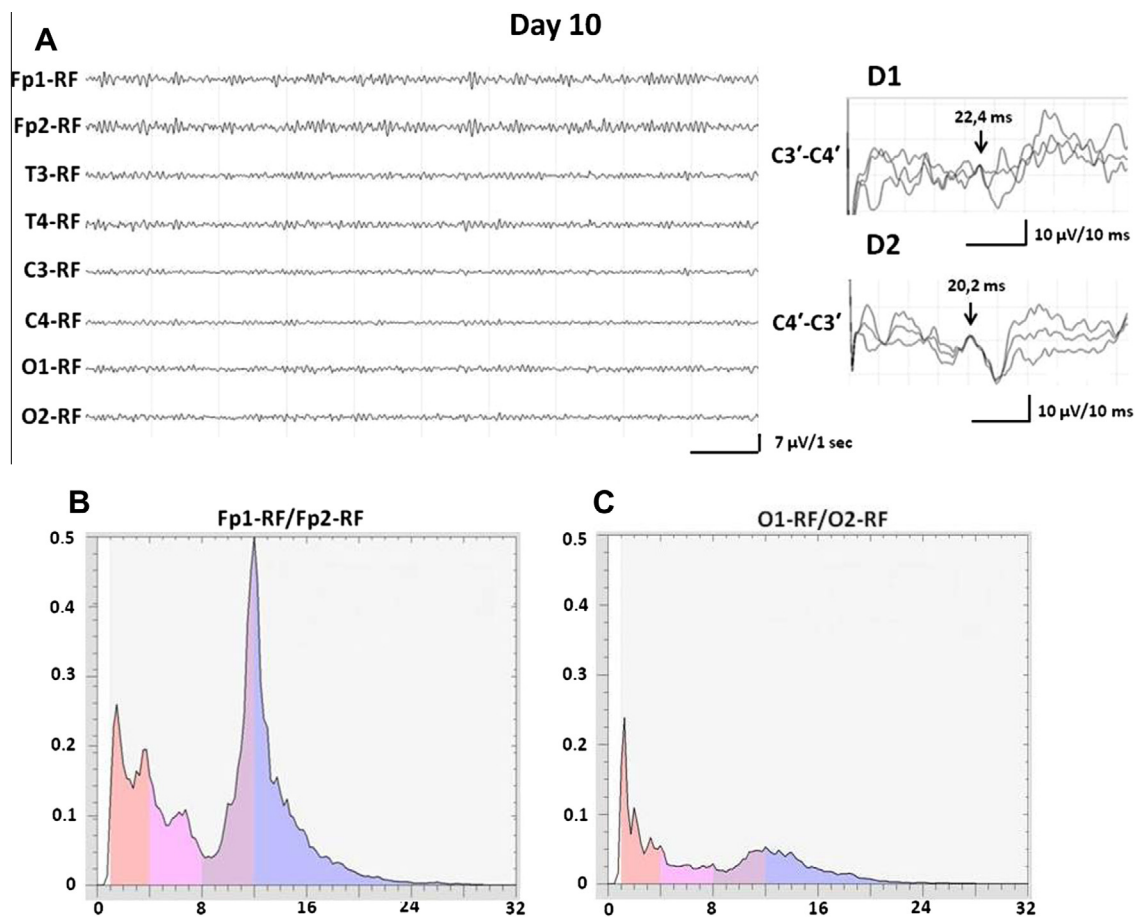 Day 10
A
Fp1-RF
Fp2-RF
T3-RF
T4-RF
C3-RF
C4-RF
O1-RF
O2-RF
7 µV/1 sec
D1
22,4 ms
C3′-C4′
10 µV/10 ms
D2
20,2 ms
C4′-C3′
10 µV/10 ms
B
Fp1-RF/Fp2-RF
0.5
0.4
0.3
0.2
0.1
0
0 8 16 24 32
C
O1-RF/O2-RF
0.5
0.4
0.3
0.2
0.1
0
0 8 16 24 32